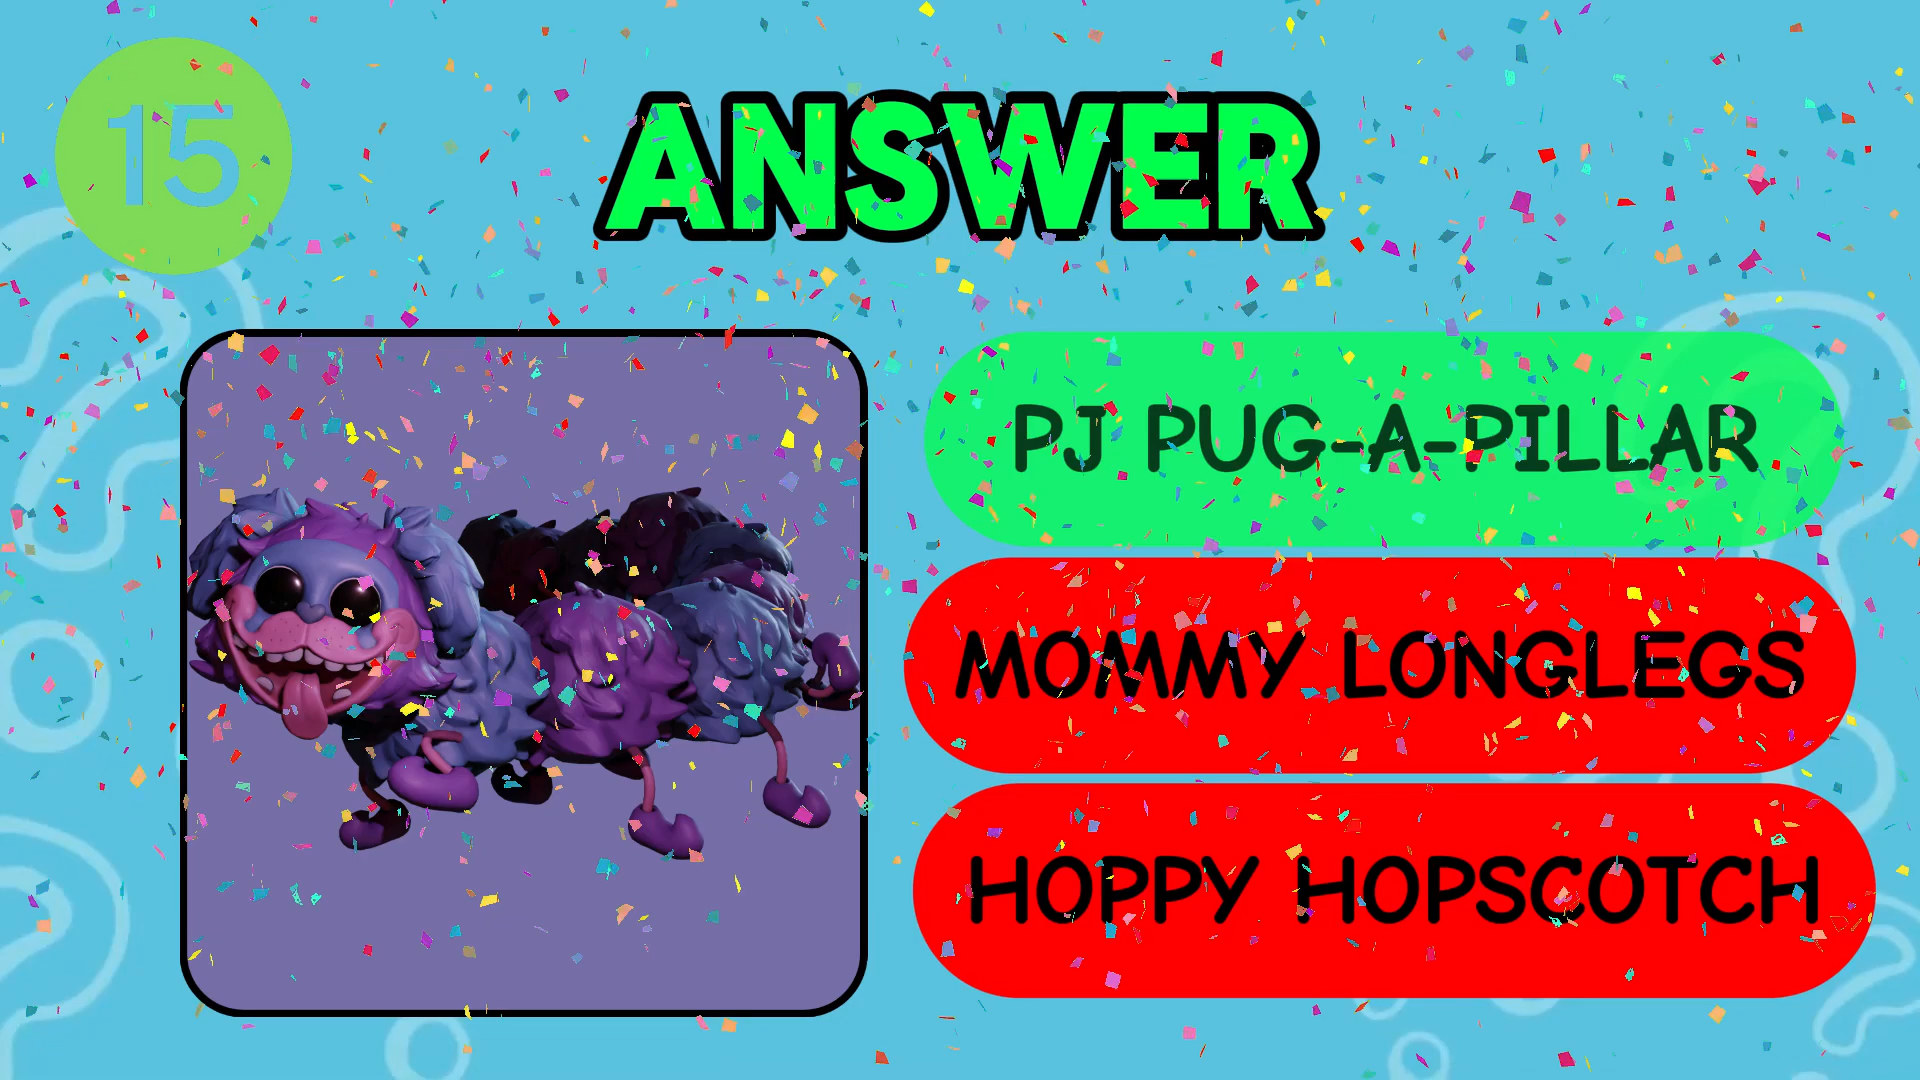 15
ANSWER
PJ PUG-A-PILLAR
MOMMY LONGLEGS
HOPPY HOPSCOTCH